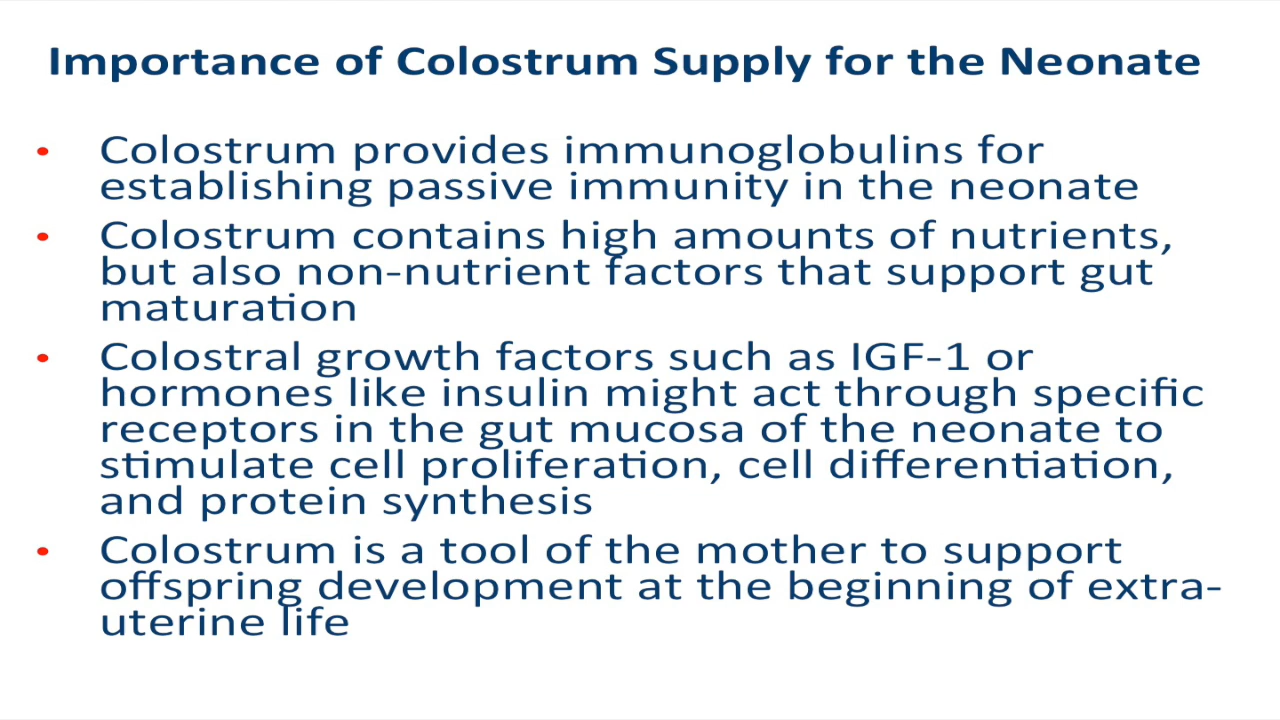 Importance of Colostrum Supply for the Neonate
• Colostrum provides immunoglobulins for
establishing passive immunity in the neonate
• Colostrum contains high amounts of nutrients,
but also non-nutrient factors that support gut
maturation
• Colostral growth factors such as IGF-1 or
hormones like insulin might act through specific
receptors in the gut mucosa of the neonate to
stimulate cell proliferation, cell differentiation,
and protein synthesis
• Colostrum is a tool of the mother to support
offspring development at the beginning of extra-
uterine life